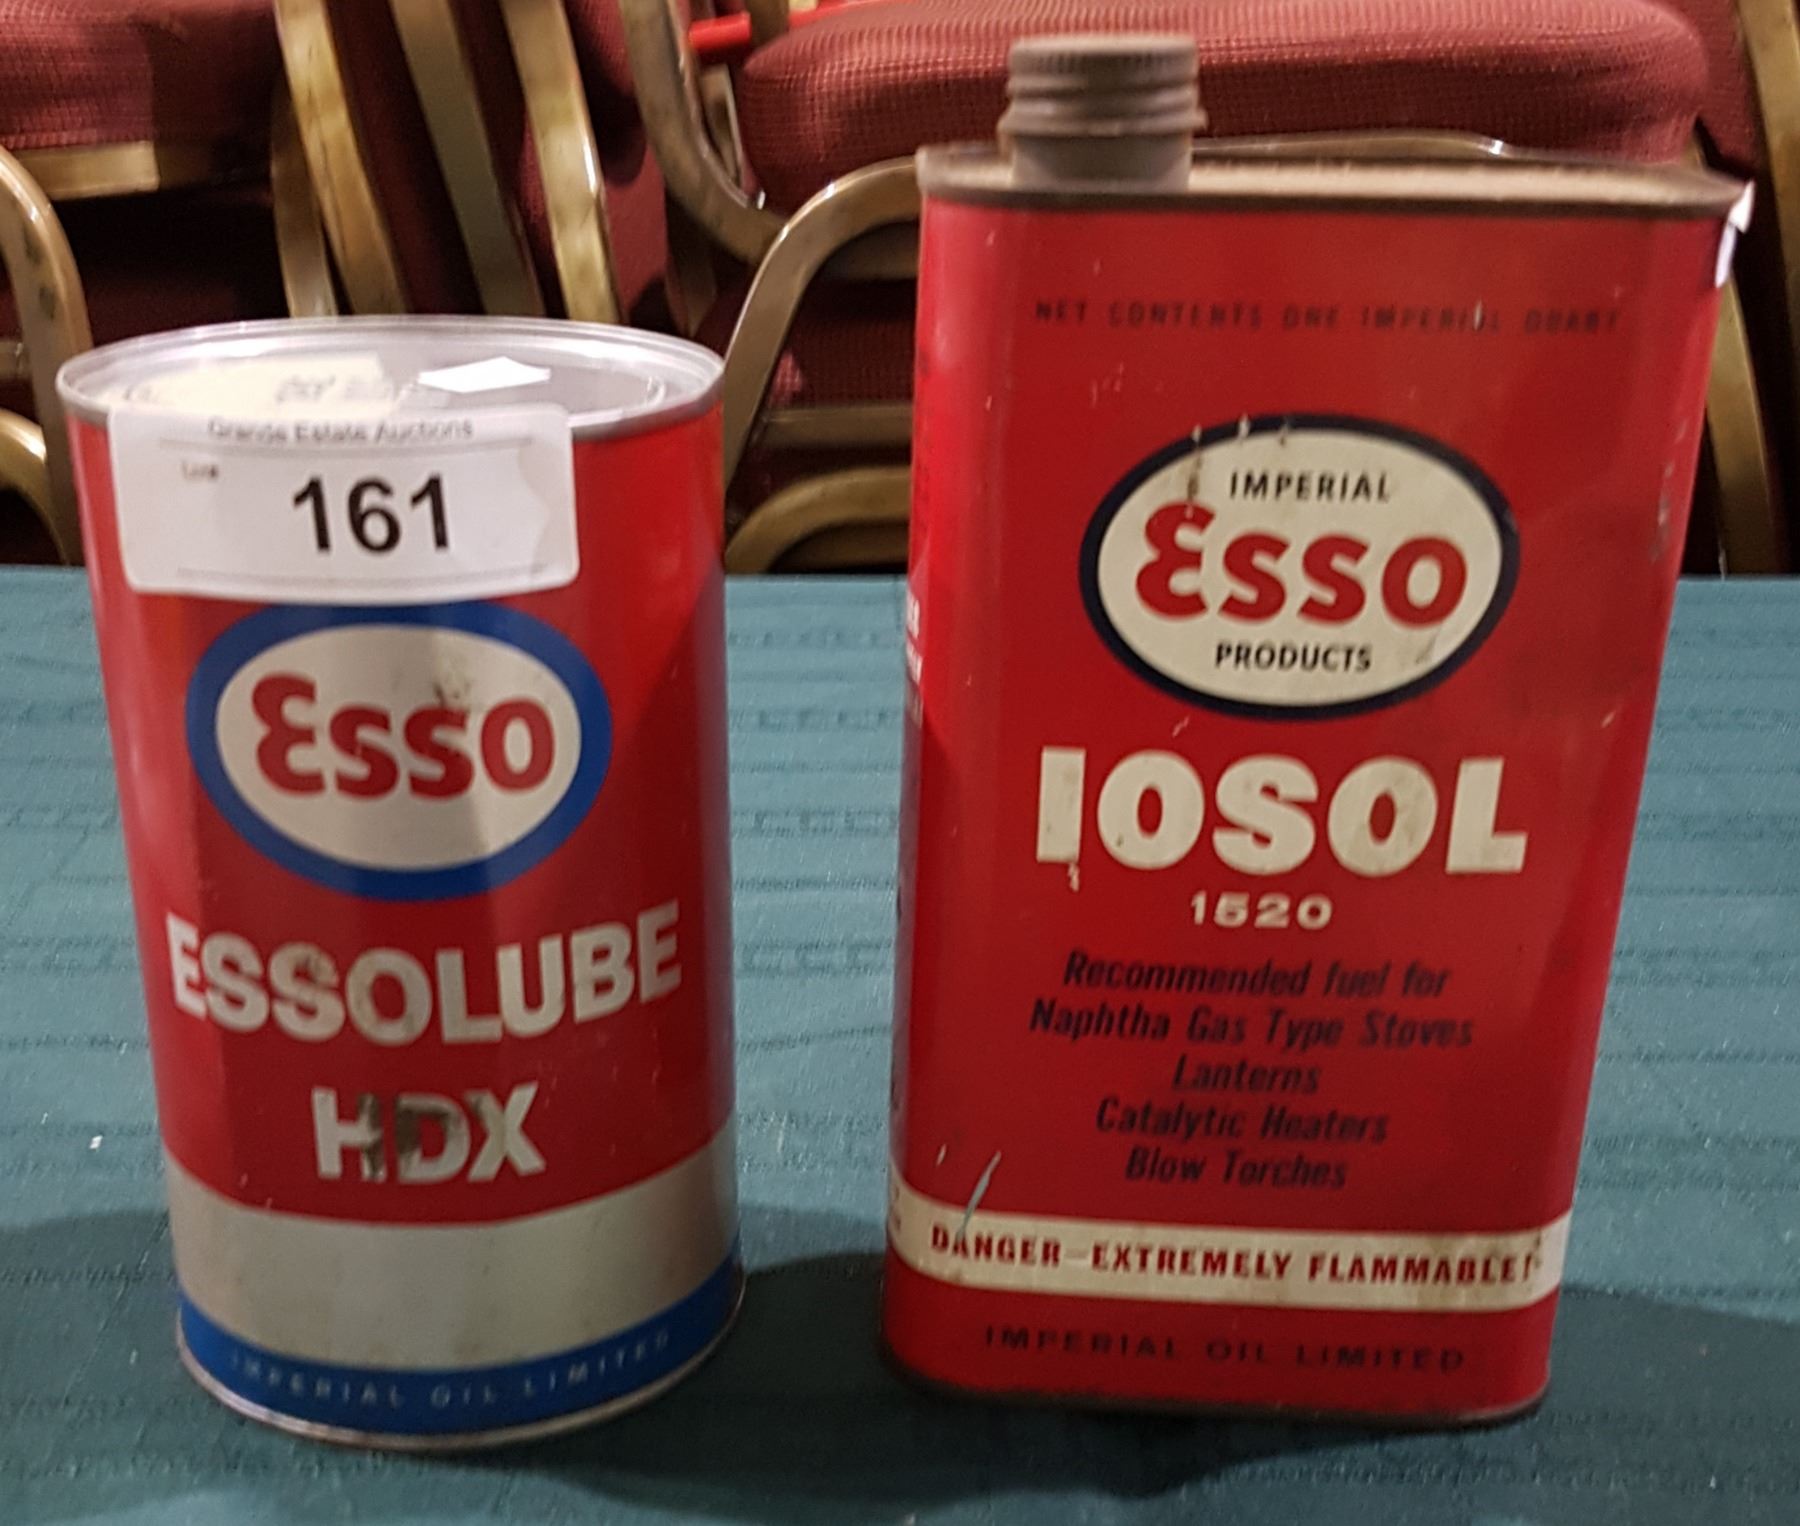 Grande Estate Auctions
161
Esso
ESSOLUBE
HDX
IMPERIAL OIL LIMITED
NET CONTENTS ONE IMPERIAL QUART
IMPERIAL
Esso
PRODUCTS
IOSOL
1520
Recommended fuel for
Naphtha Gas Type Stoves
Lanterns
Catalytic Heaters
Blow Torches
DANGER-EXTREMELY FLAMMABLE!
IMPERIAL OIL LIMITED